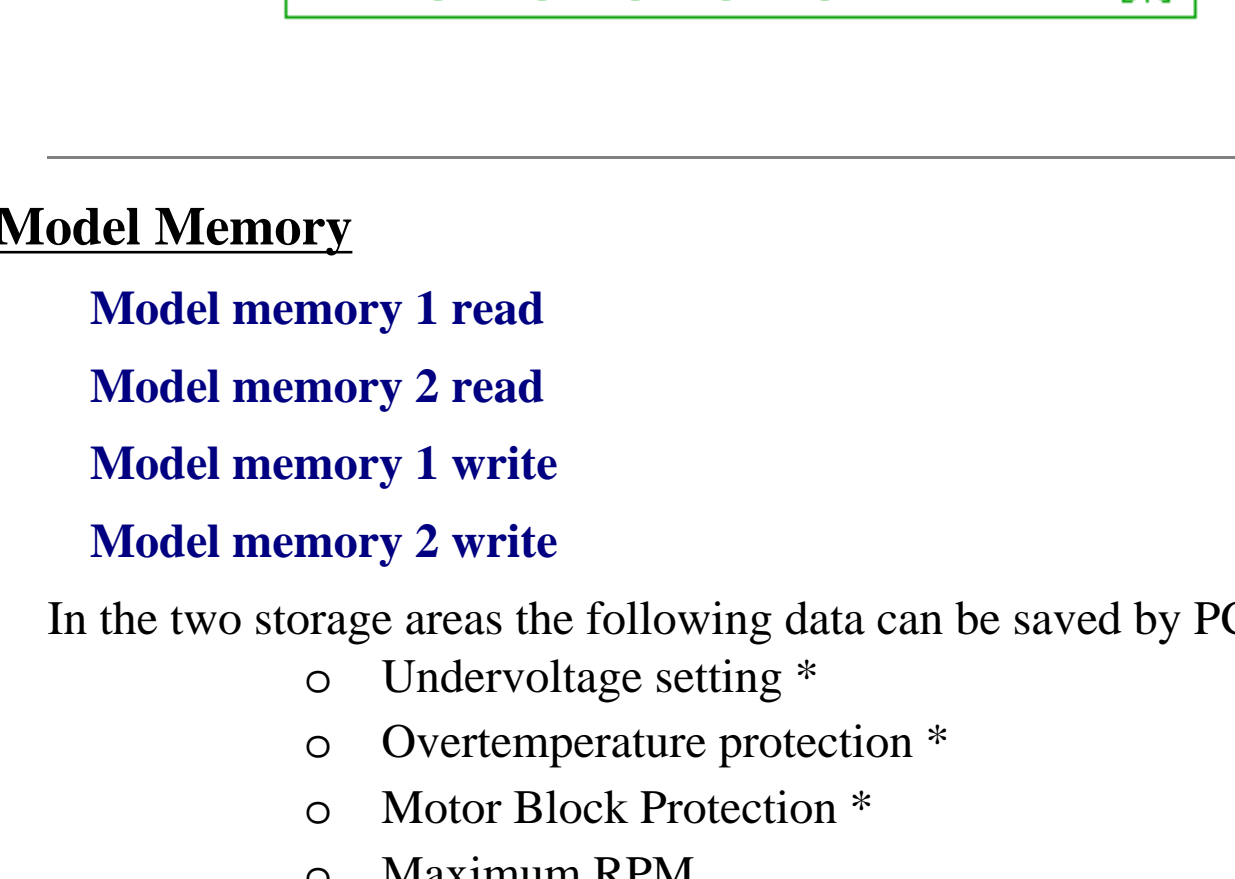 Model Memory
Model memory 1 read
Model memory 2 read
Model memory 1 write
Model memory 2 write
In the two storage areas the following data can be saved by PC
o Undervoltage setting *
o Overtemperature protection *
o Motor Block Protection *
o Maximum RPM